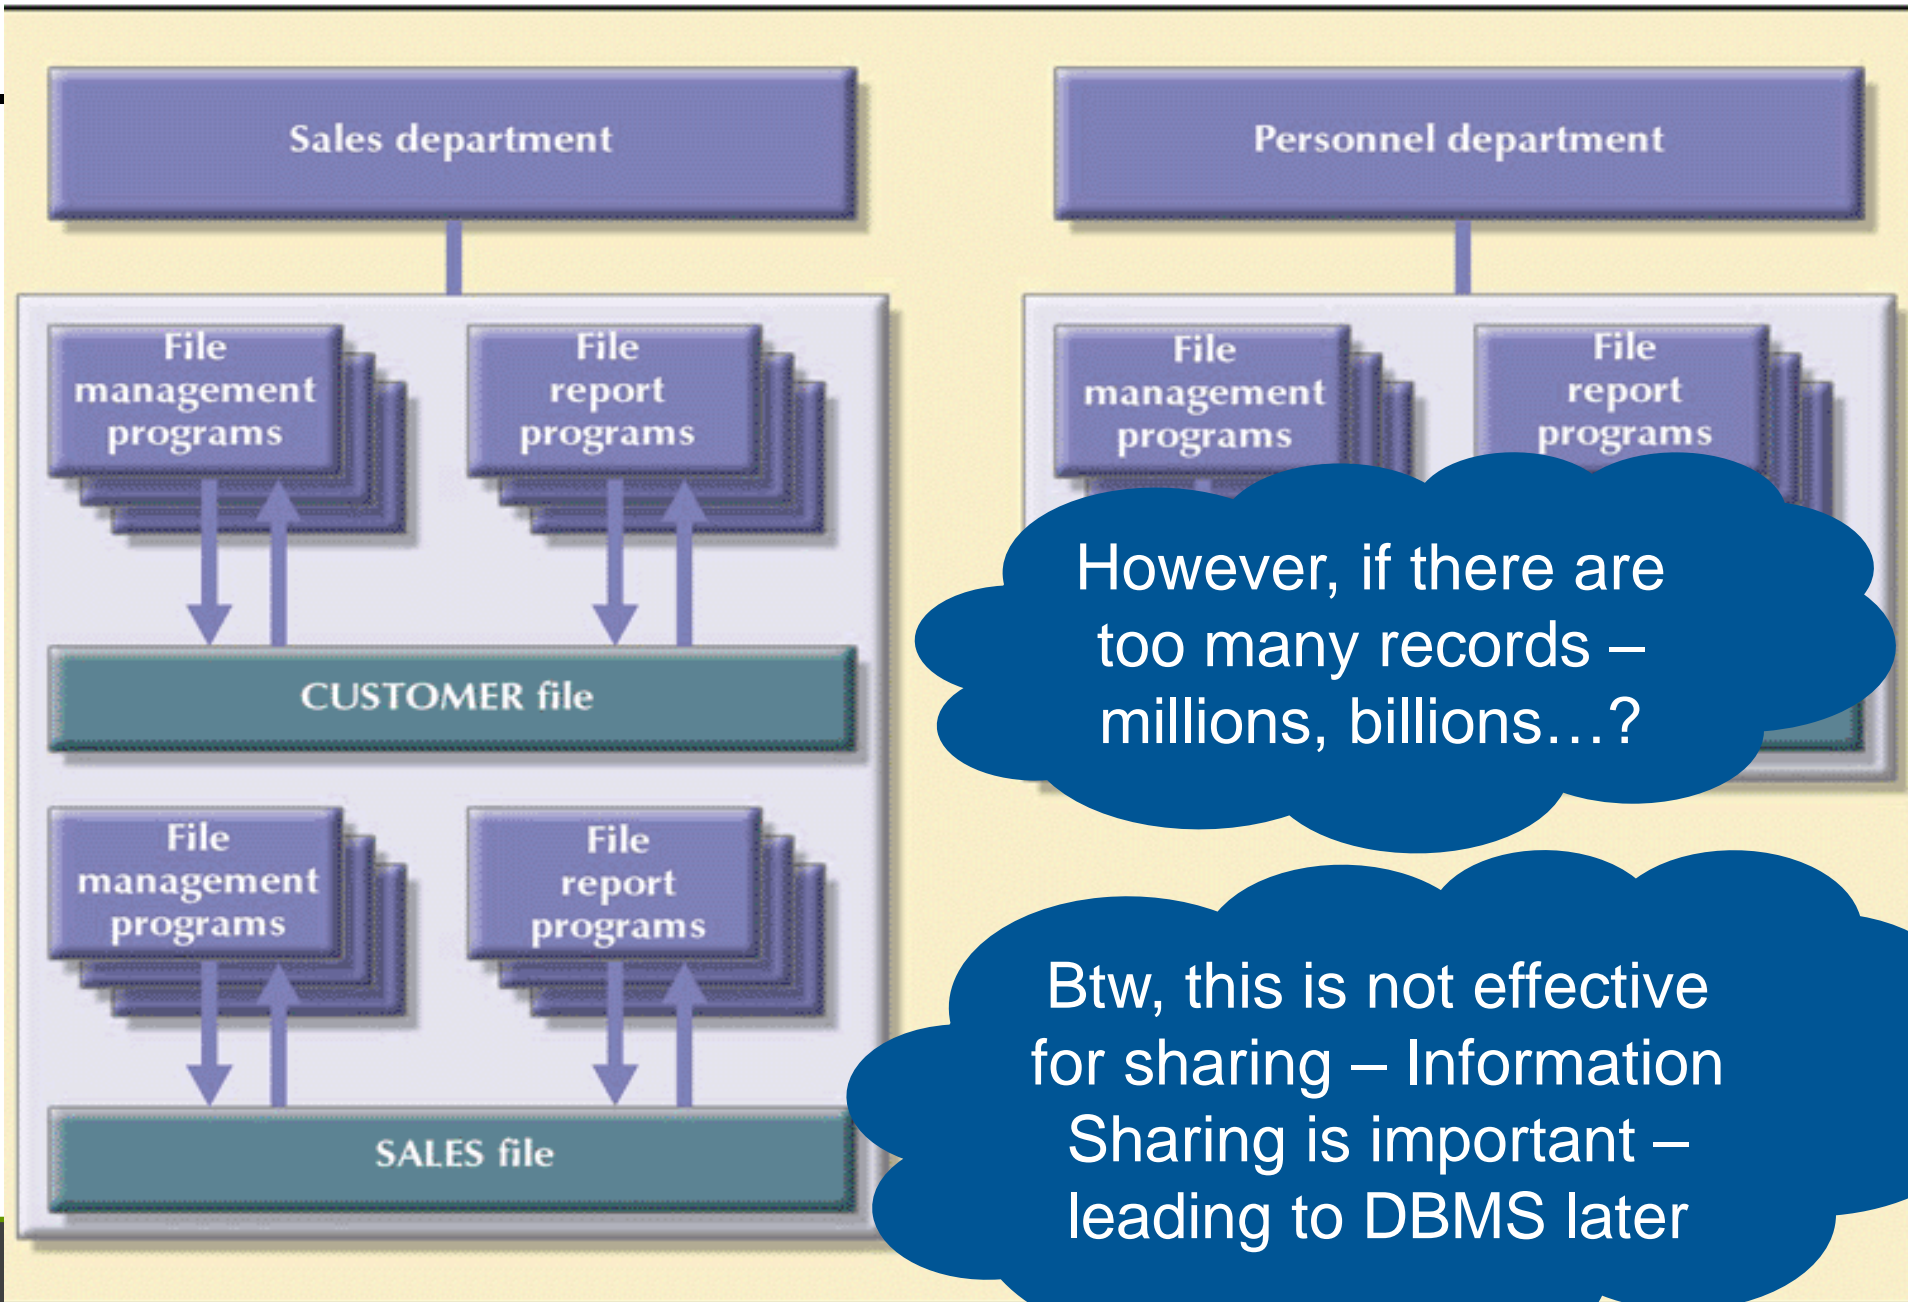 Sales department
Personnel department
File
management
programs
File
report
programs
File
management
programs
File
report
programs
CUSTOMER file
However, if there are
too many records –
millions, billions…?
File
management
programs
File
report
programs
SALES file
Btw, this is not effective
for sharing – Information
Sharing is important –
leading to DBMS later